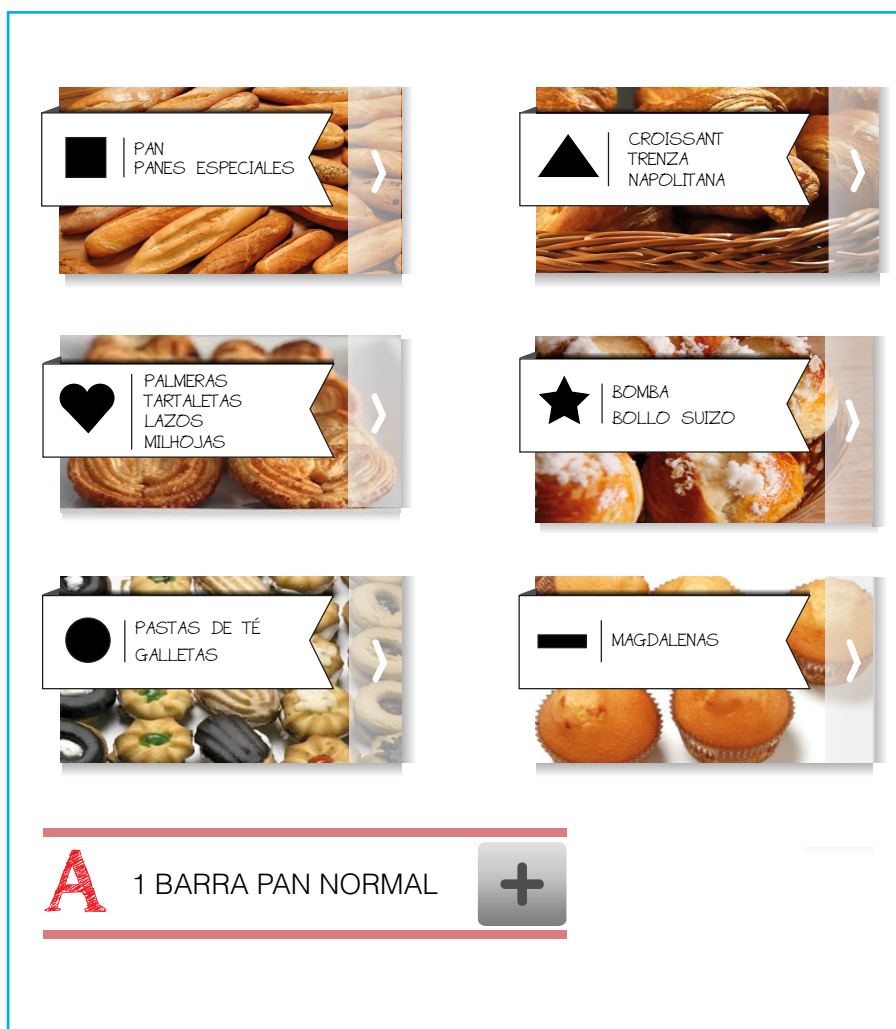 PAN
PANES ESPECIALES
CROISSANT
TRENZA
NAPOLITANA
PALMERAS
TARTALETAS
LAZOS
MILHOJAS
BOMBA
BOLLO SUIZO
PASTAS DE TÉ
GALLETAS
MAGDALENAS
A 1 BARRA PAN NORMAL +